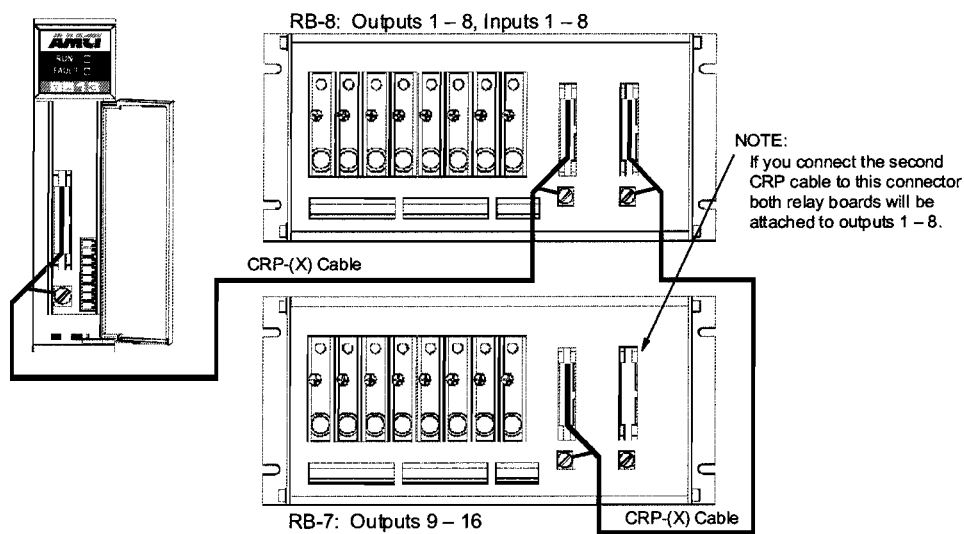 RB-8: Outputs 1 – 8, Inputs 1 – 8
AMCI
RUN
FAULT
NOTE:
If you connect the second
CRP cable to this connector
both relay boards will be
attached to outputs 1 – 8.
CRP-(X) Cable
RB-7: Outputs 9 – 16
CRP-(X) Cable